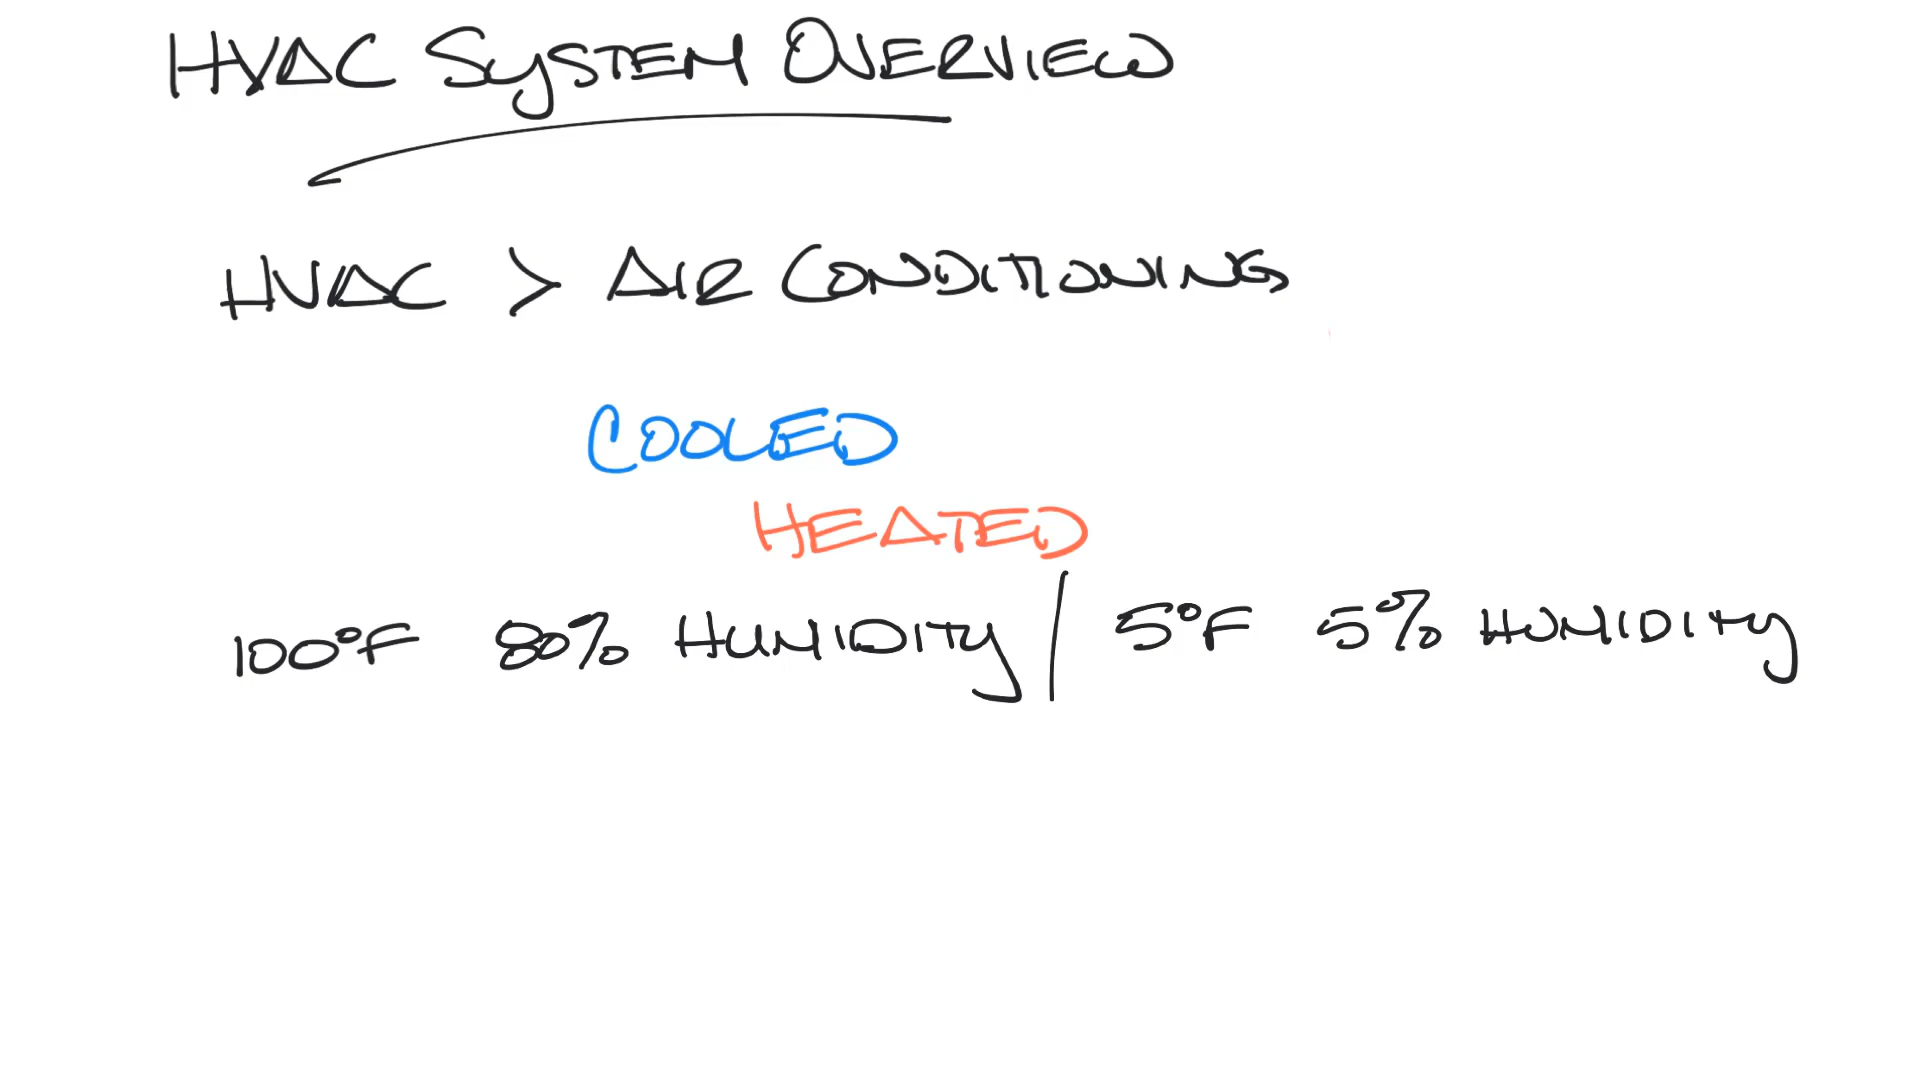 HVAC SYSTEM OVERVIEW
HVAC > AIR CONDITIONING
COOLED
HEATED
100°F 80% HUMIDITY / 5°F 5% HUMIDITY